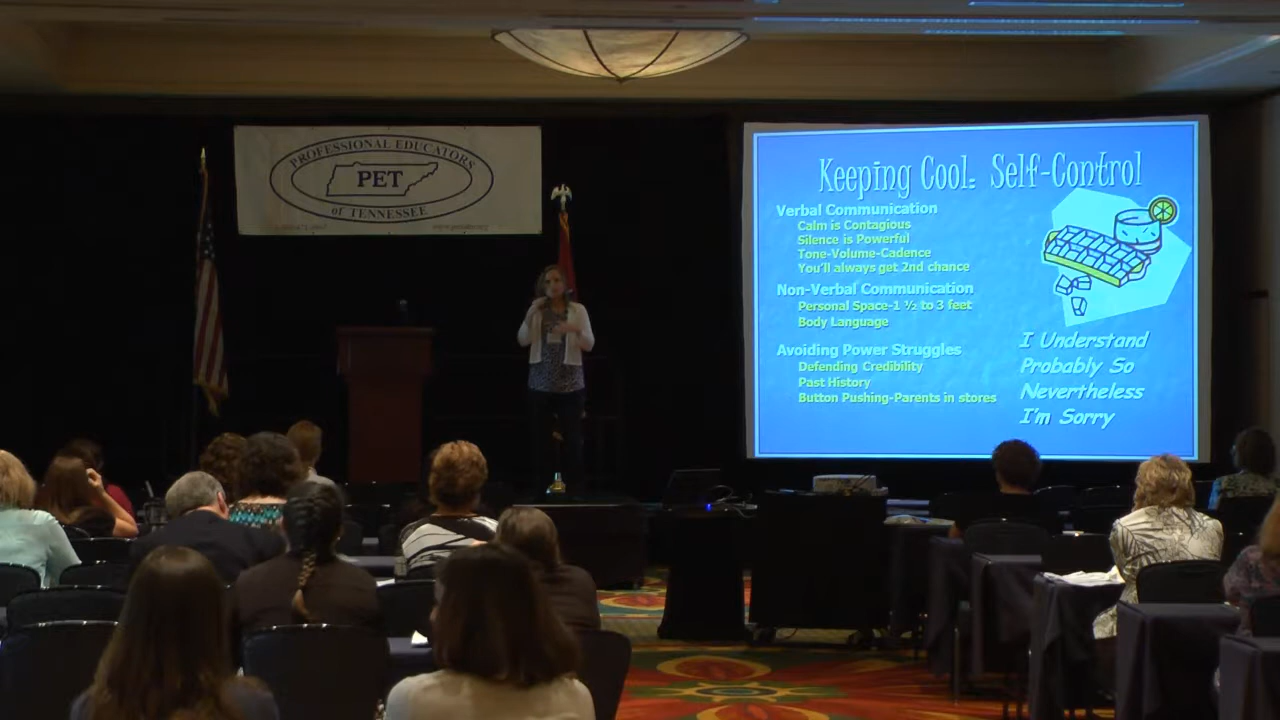 PROFESSIONAL EDUCATORS
PET
of TENNESSEE
Keeping Cool: Self-Control
Verbal Communication
Calm is Contagious
Silence is Powerful
Tone-Volume-Cadence
You'll always get 2nd chance
Non-Verbal Communication
Personal Space-1 ½ to 3 feet
Body Language
Avoiding Power Struggles
Defending Credibility
Past History
Button Pushing-Parents in stores
I Understand
Probably So
Nevertheless
I'm Sorry